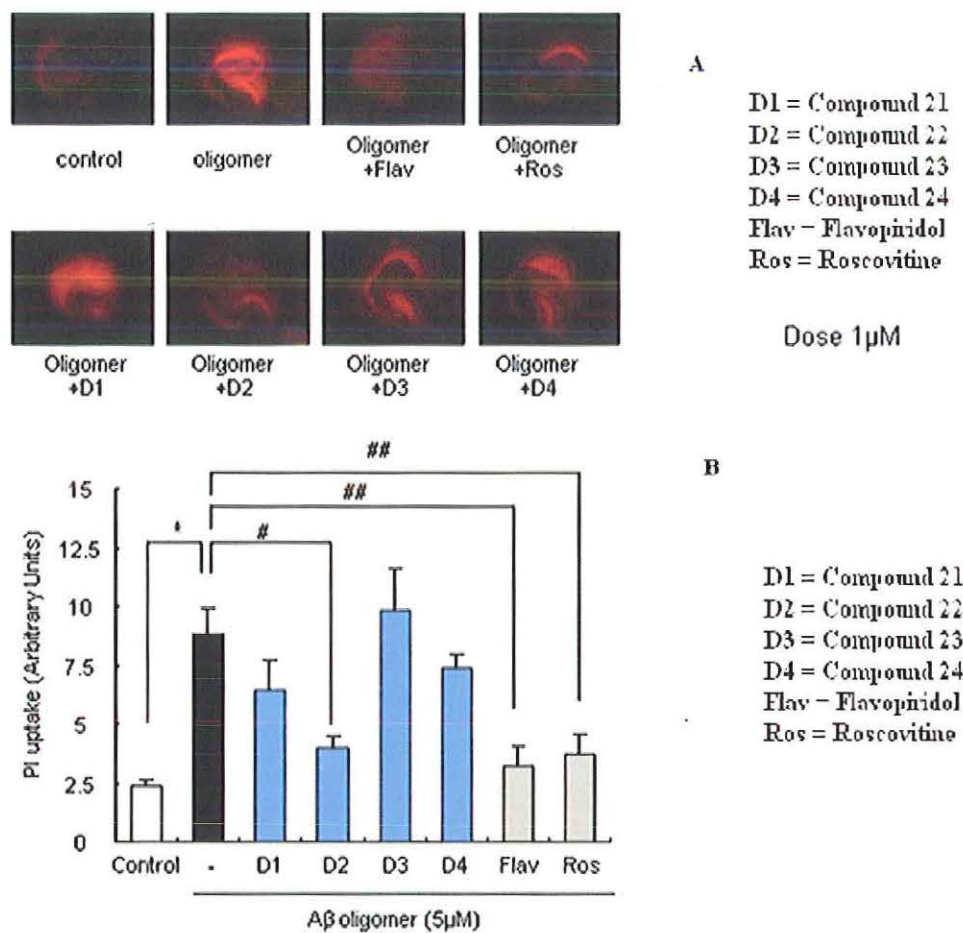 A
control
oligomer
Oligomer
+Flav
Oligomer
+Ros
D1 = Compound 21
D2 = Compound 22
D3 = Compound 23
D4 = Compound 24
Flav = Flavopiridol
Ros = Roscovitine
Dose 1µM
Oligomer
+D1
Oligomer
+D2
Oligomer
+D3
Oligomer
+D4
B
##
##
*
#
PI uptake (Arbitrary Units)
15
12.5
10
7.5
5
2.5
0
Control
-
D1
D2
D3
D4
Flav
Ros
Aβ oligomer (5µM)
D1 = Compound 21
D2 = Compound 22
D3 = Compound 23
D4 = Compound 24
Flav = Flavopiridol
Ros = Roscovitine